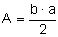 A = b · a / 2